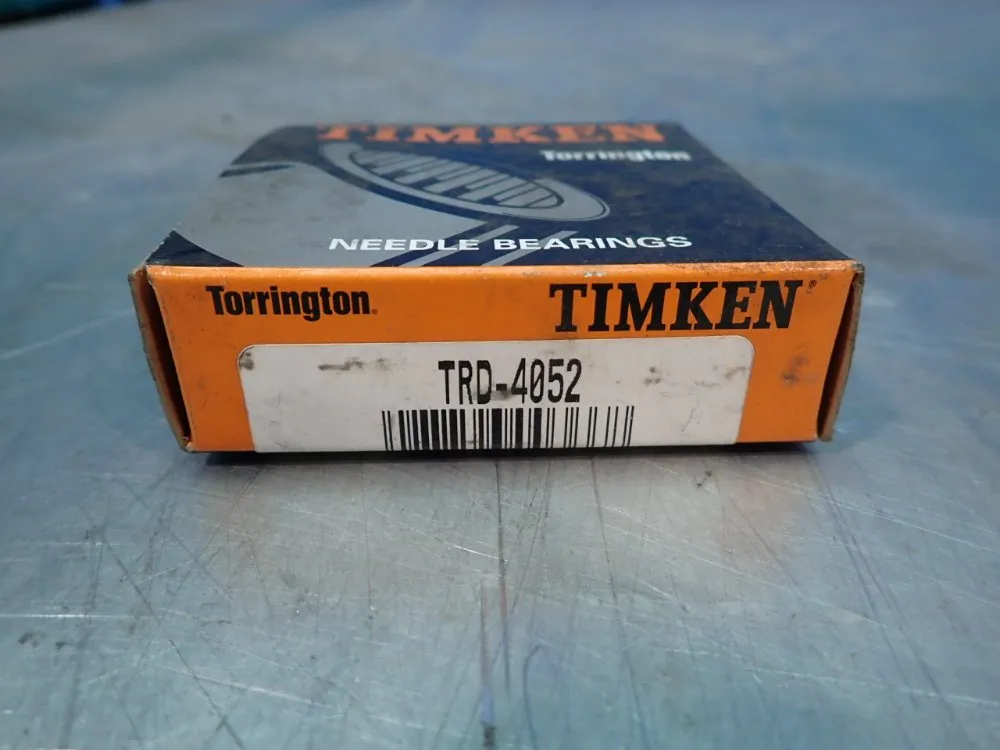 TIMKEN
Torrington
NEEDLE BEARINGS
Torrington®
TIMKEN®
TRD-4052